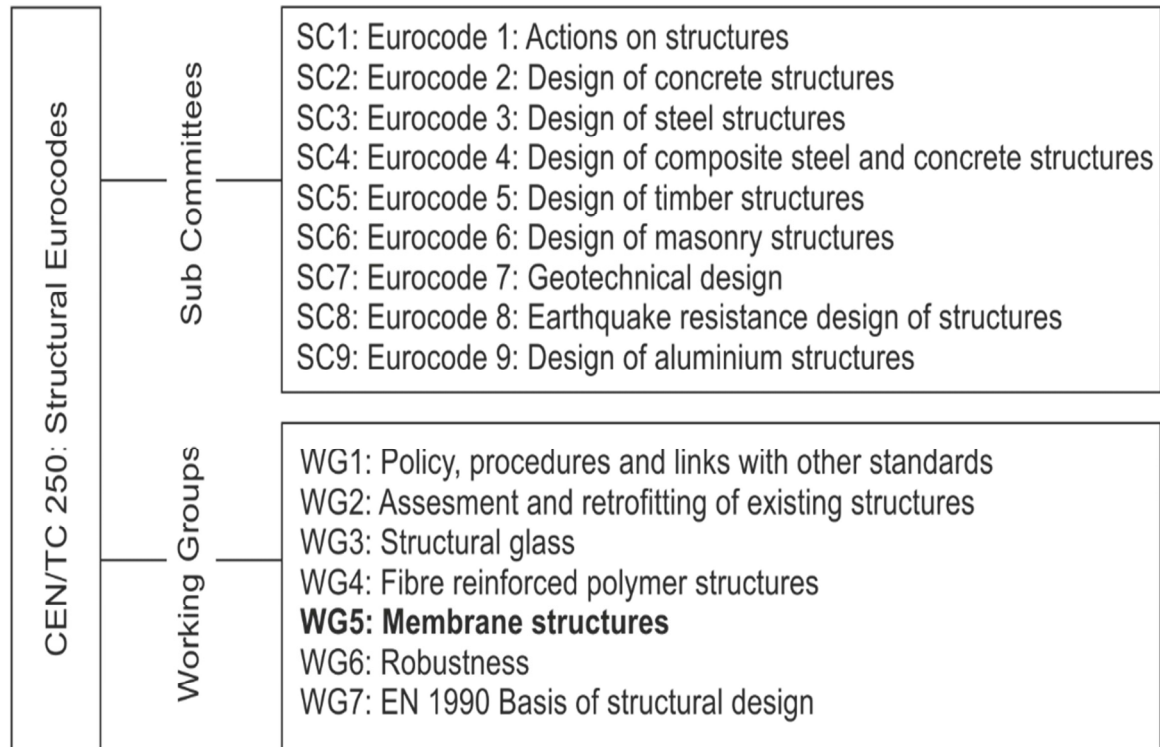 CEN/TC 250: Structural Eurocodes
Sub Committees
SC1: Eurocode 1: Actions on structures
SC2: Eurocode 2: Design of concrete structures
SC3: Eurocode 3: Design of steel structures
SC4: Eurocode 4: Design of composite steel and concrete structures
SC5: Eurocode 5: Design of timber structures
SC6: Eurocode 6: Design of masonry structures
SC7: Eurocode 7: Geotechnical design
SC8: Eurocode 8: Earthquake resistance design of structures
SC9: Eurocode 9: Design of aluminium structures
Working Groups
WG1: Policy, procedures and links with other standards
WG2: Assesment and retrofitting of existing structures
WG3: Structural glass
WG4: Fibre reinforced polymer structures
WG5: Membrane structures
WG6: Robustness
WG7: EN 1990 Basis of structural design